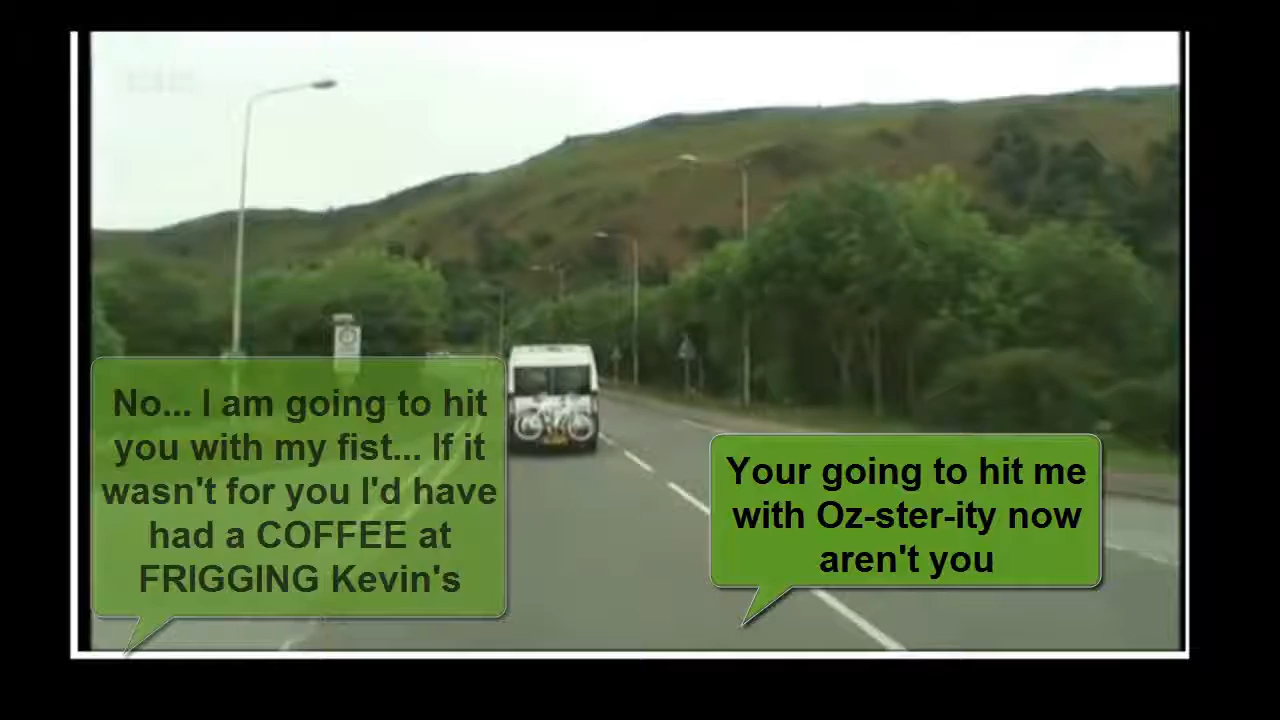 No... I am going to hit
you with my fist... If it
wasn't for you I'd have
had a COFFEE at
FRIGGING Kevin's
Your going to hit me
with Oz-ster-ity now
aren't you